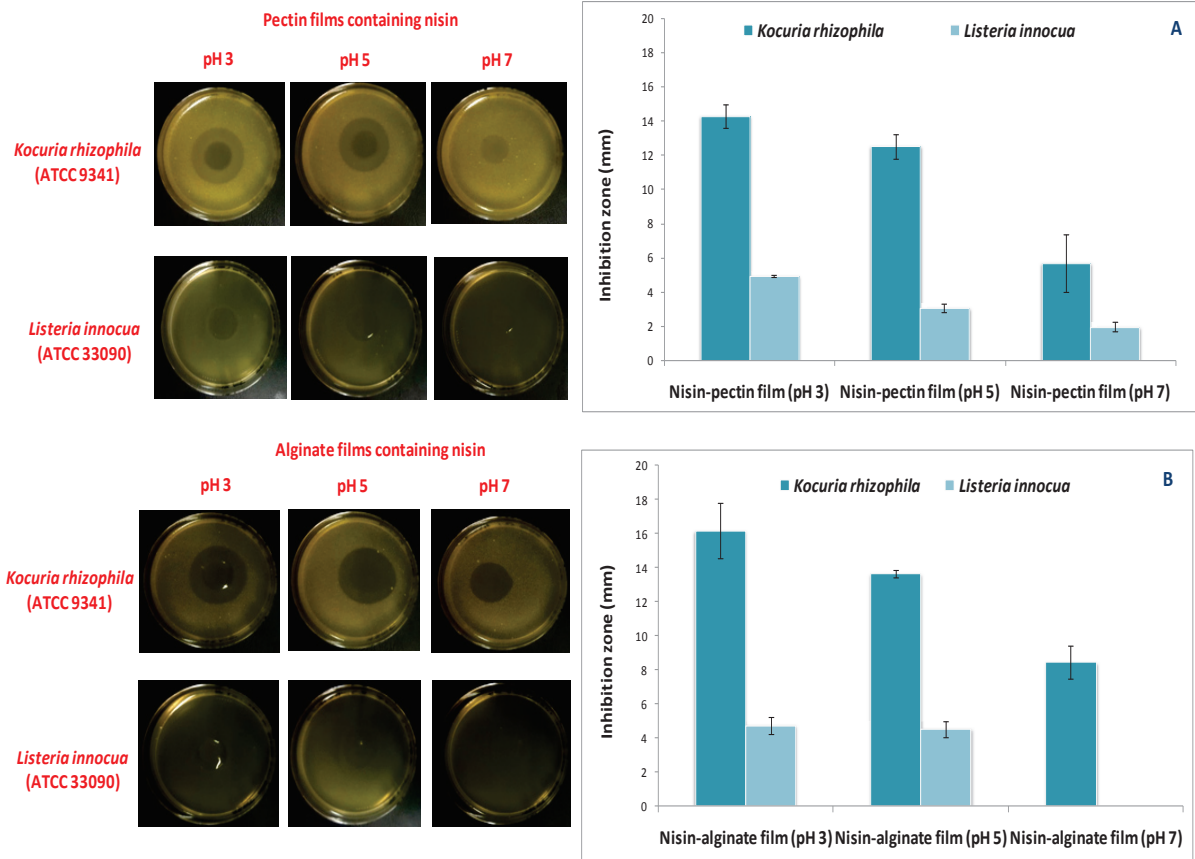 Pectin films containing nisin
pH 3 pH 5 pH 7
Kocuria rhizophila
(ATCC 9341)
Listeria innocua
(ATCC 33090)
A
Kocuria rhizophila Listeria innocua
Inhibition zone (mm)
20
18
16
14
12
10
8
6
4
2
0
Nisin-pectin film (pH 3) Nisin-pectin film (pH 5) Nisin-pectin film (pH 7)
Alginate films containing nisin
pH 3 pH 5 pH 7
Kocuria rhizophila
(ATCC 9341)
Listeria innocua
(ATCC 33090)
B
Kocuria rhizophila Listeria innocua
Inhibition zone (mm)
20
18
16
14
12
10
8
6
4
2
0
Nisin-alginate film (pH 3) Nisin-alginate film (pH 5) Nisin-alginate film (pH 7)